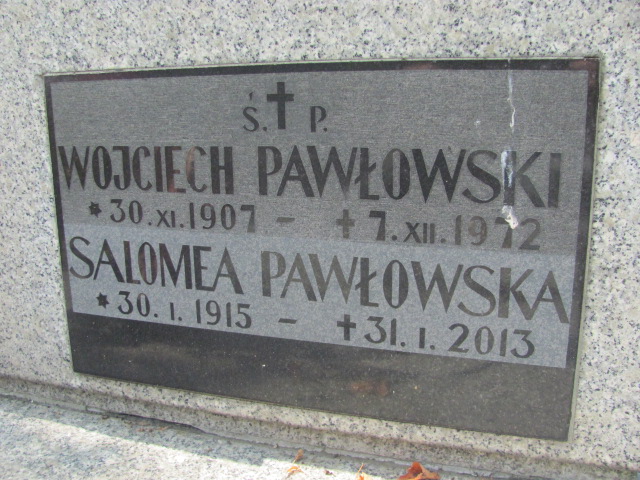 Ś. † P.
WOJCIECH PAWŁOWSKI
* 30.XI.1907 – † 7.XII.1972
SALOMEA PAWŁOWSKA
* 30.I.1915 – † 31.I.2013